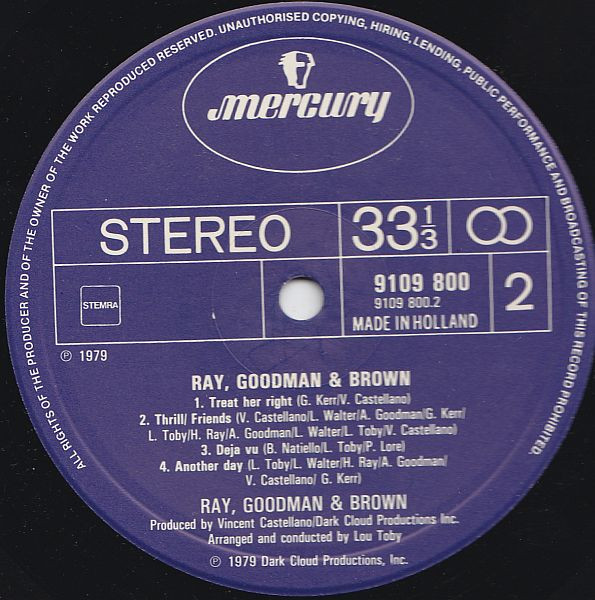 ALL RIGHTS OF THE PRODUCER AND OF THE OWNER OF THE WORK REPRODUCED RESERVED. UNAUTHORISED COPYING, HIRING, LENDING, PUBLIC PERFORMANCE AND BROADCASTING OF THIS RECORD PROHIBITED.
mercury
STEREO
33 1/3
STEMRA
9109 800
9109 800.2
MADE IN HOLLAND
2
℗ 1979
RAY, GOODMAN & BROWN
1. Treat her right (G. Kerr/V. Castellano)
2. Thrill/ Friends (V. Castellano/L. Walter/A. Goodman/G. Kerr/
L. Toby/H. Ray/A. Goodman/L. Walter/L. Toby/V. Castellano)
3. Deja vu (B. Natiello/L. Toby/P. Lore)
4. Another day (L. Toby/L. Walter/H. Ray/A. Goodman/
V. Castellano/ G. Kerr)
RAY, GOODMAN & BROWN
Produced by Vincent Castellano/Dark Cloud Productions Inc.
Arranged and conducted by Lou Toby
℗ 1979 Dark Cloud Productions, Inc.